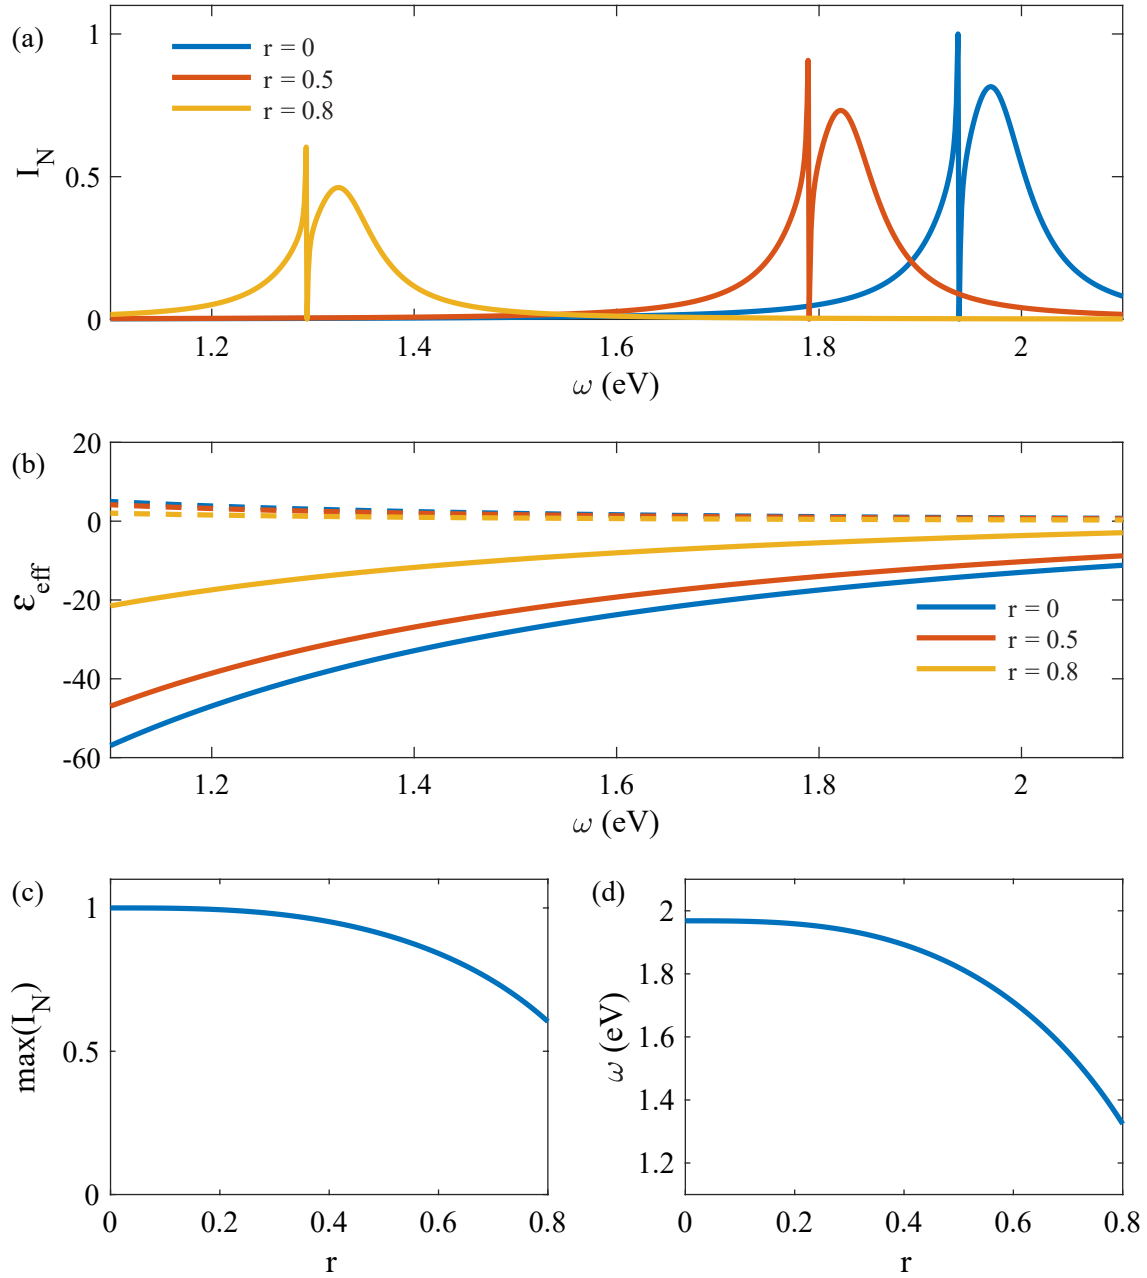 (a)
I_N
1
0.5
0
r = 0
r = 0.5
r = 0.8
1.2 1.4 1.6 1.8 2
ω (eV)
(b)
ε_eff
20
0
-20
-40
-60
r = 0
r = 0.5
r = 0.8
1.2 1.4 1.6 1.8 2
ω (eV)
(c)
max(I_N)
1
0.5
0
0 0.2 0.4 0.6 0.8
r
(d)
ω (eV)
2
1.8
1.6
1.4
1.2
0 0.2 0.4 0.6 0.8
r